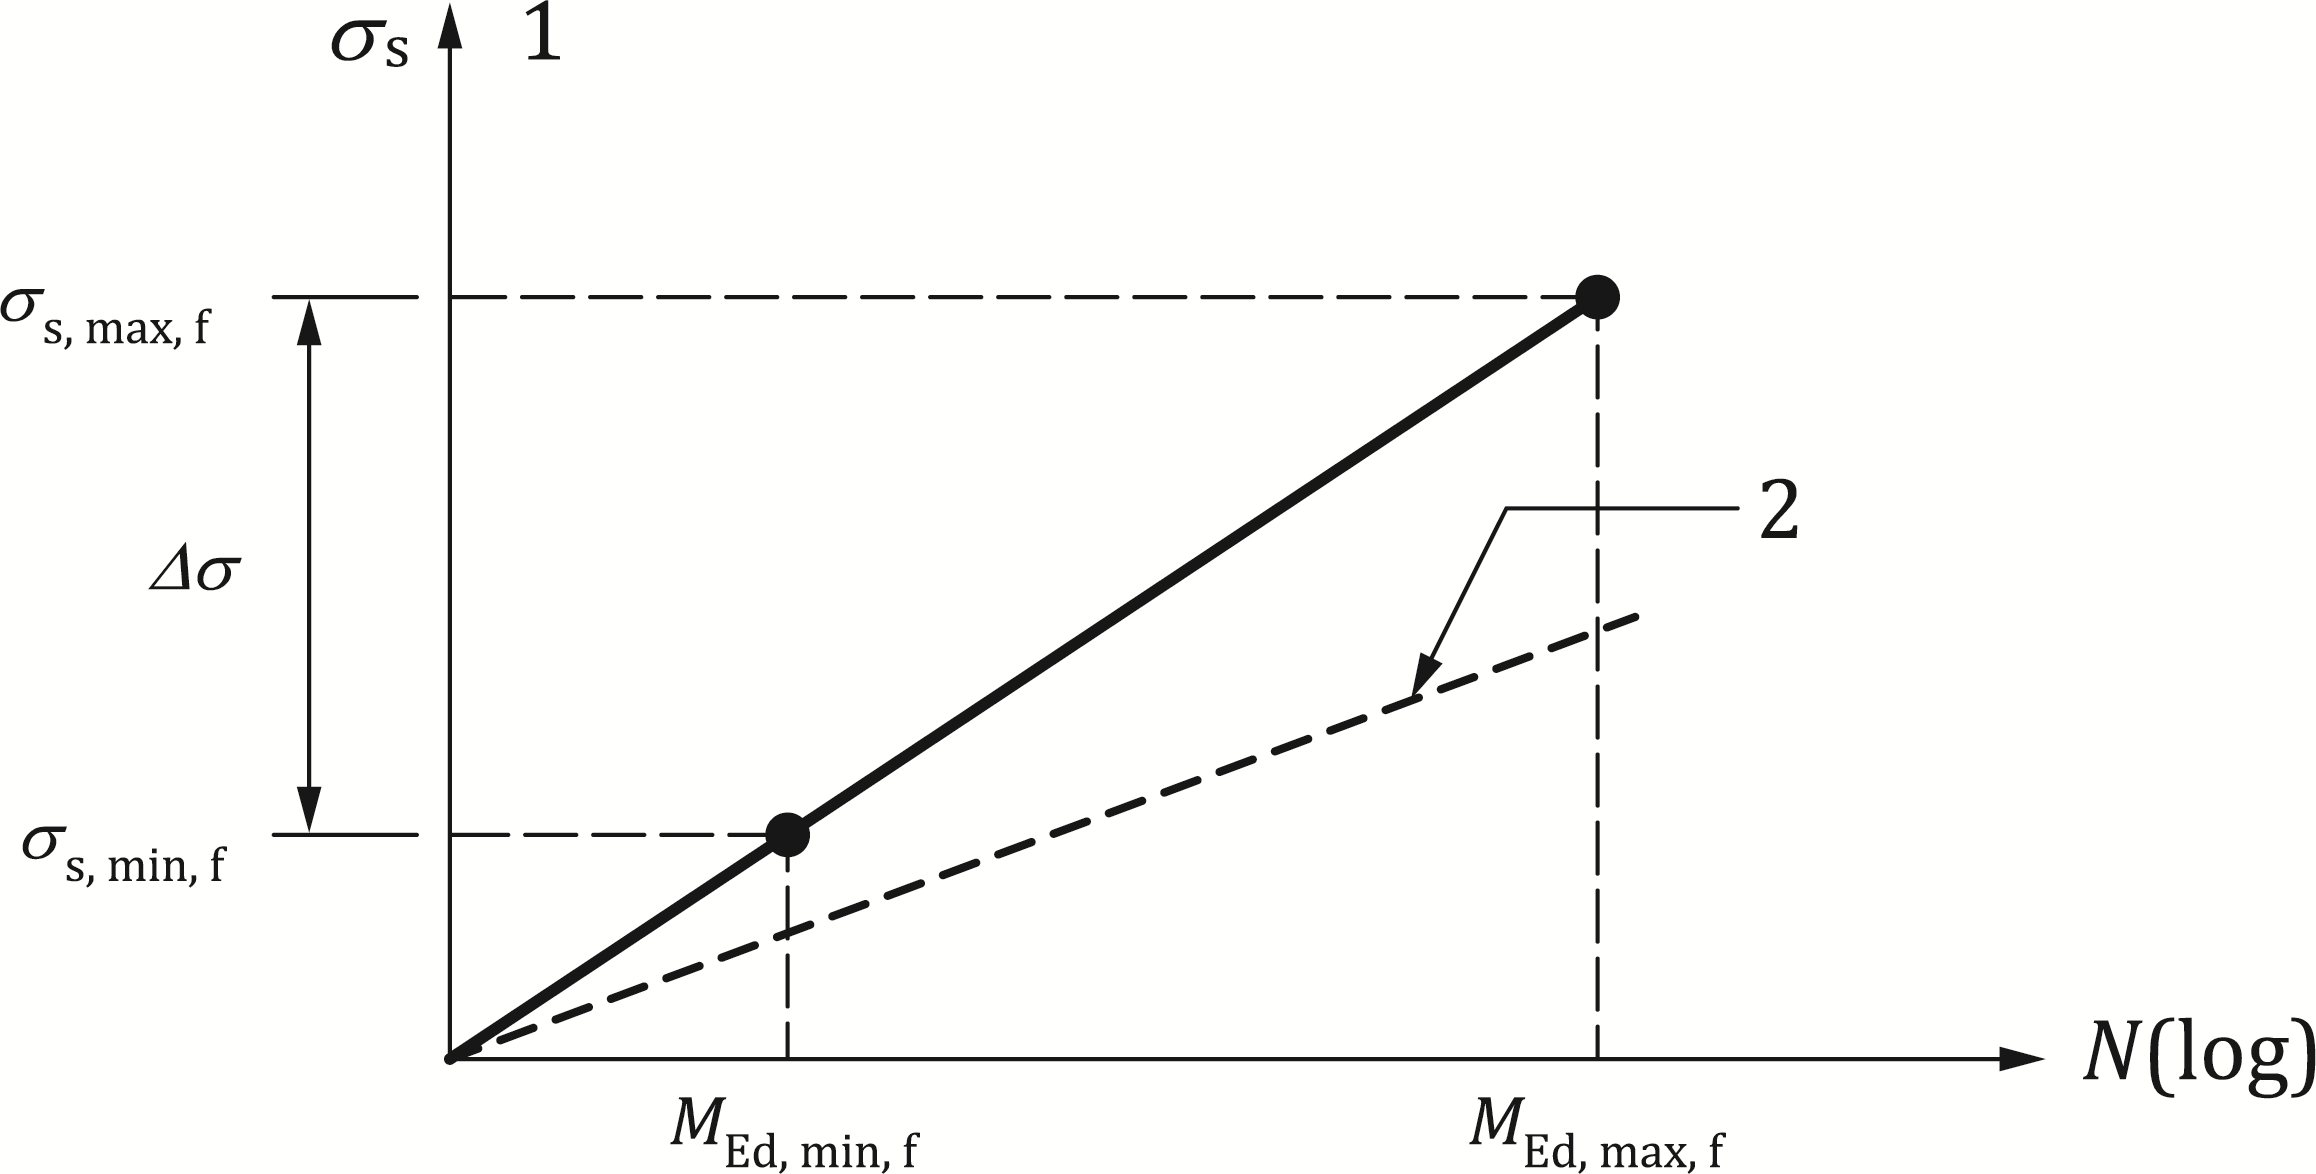 σs 1
σs, max, f
2
Δσ
σs, min, f
N(log)
MEd, min, f MEd, max, f